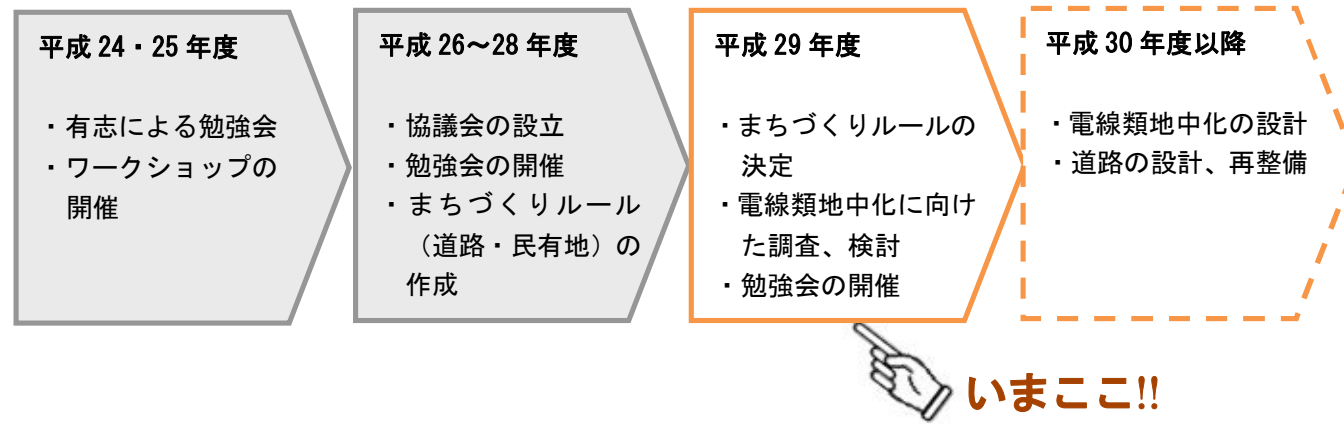 平成 24・25 年度
・有志による勉強会
・ワークショップの
開催
平成 26～28 年度
・協議会の設立
・勉強会の開催
・まちづくりルール
（道路・民有地）の
作成
平成 29 年度
・まちづくりルールの
決定
・電線類地中化に向け
た調査、検討
・勉強会の開催
平成 30 年度以降
・電線類地中化の設計
・道路の設計、再整備
いまここ!!